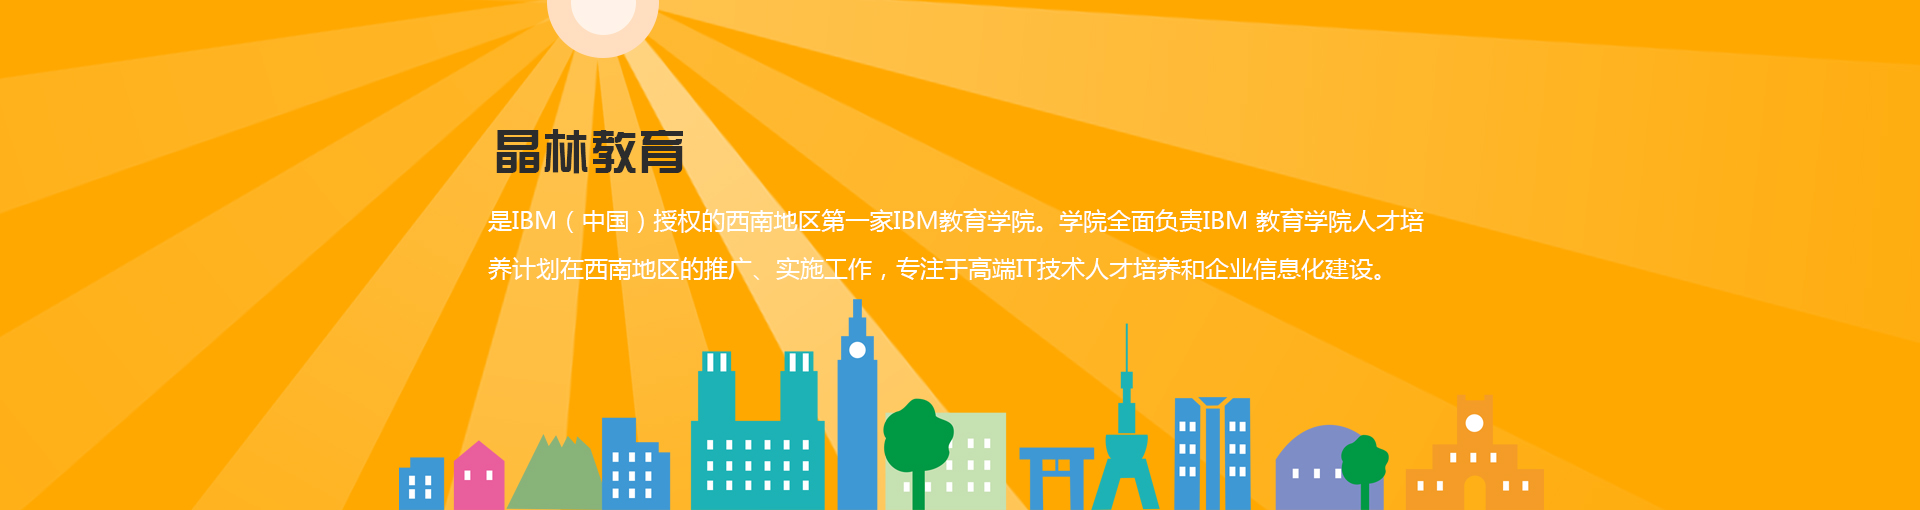 晶林教育
是IBM（中国）授权的西南地区第一家IBM教育学院。学院全面负责IBM 教育学院人才培
养计划在西南地区的推广、实施工作，专注于高端IT技术人才培养和企业信息化建设。